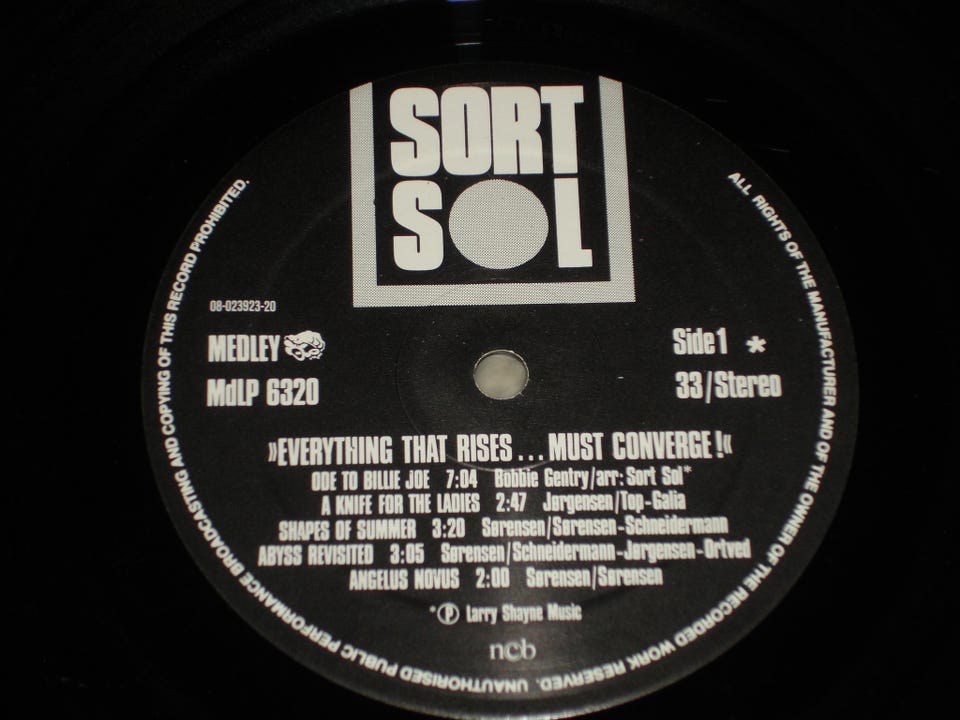 SORT
SOL
ALL RIGHTS OF THE MANUFACTURER AND OF THE OWNER OF THE RECORDED WORK RESERVED. UNAUTHORISED PUBLIC PERFORMANCE BROADCASTING AND COPYING OF THIS RECORD PROHIBITED.
08-023923-20
MEDLEY
Side 1 *
MdLP 6320
33/Stereo
»EVERYTHING THAT RISES...MUST CONVERGE!«
ODE TO BILLIE JOE 7:04 Bobbie Gentry/arr: Sort Sol*
A KNIFE FOR THE LADIES 2:47 Jørgensen/Top-Galia
SHAPES OF SUMMER 3:20 Sørensen/Sørensen-Schneidermann
ABYSS REVISITED 3:05 Sørensen/Schneidermann-Jørgensen-Ortved
ANGELUS NOVUS 2:00 Sørensen/Sørensen
*Ⓟ Larry Shayne Music
ncb